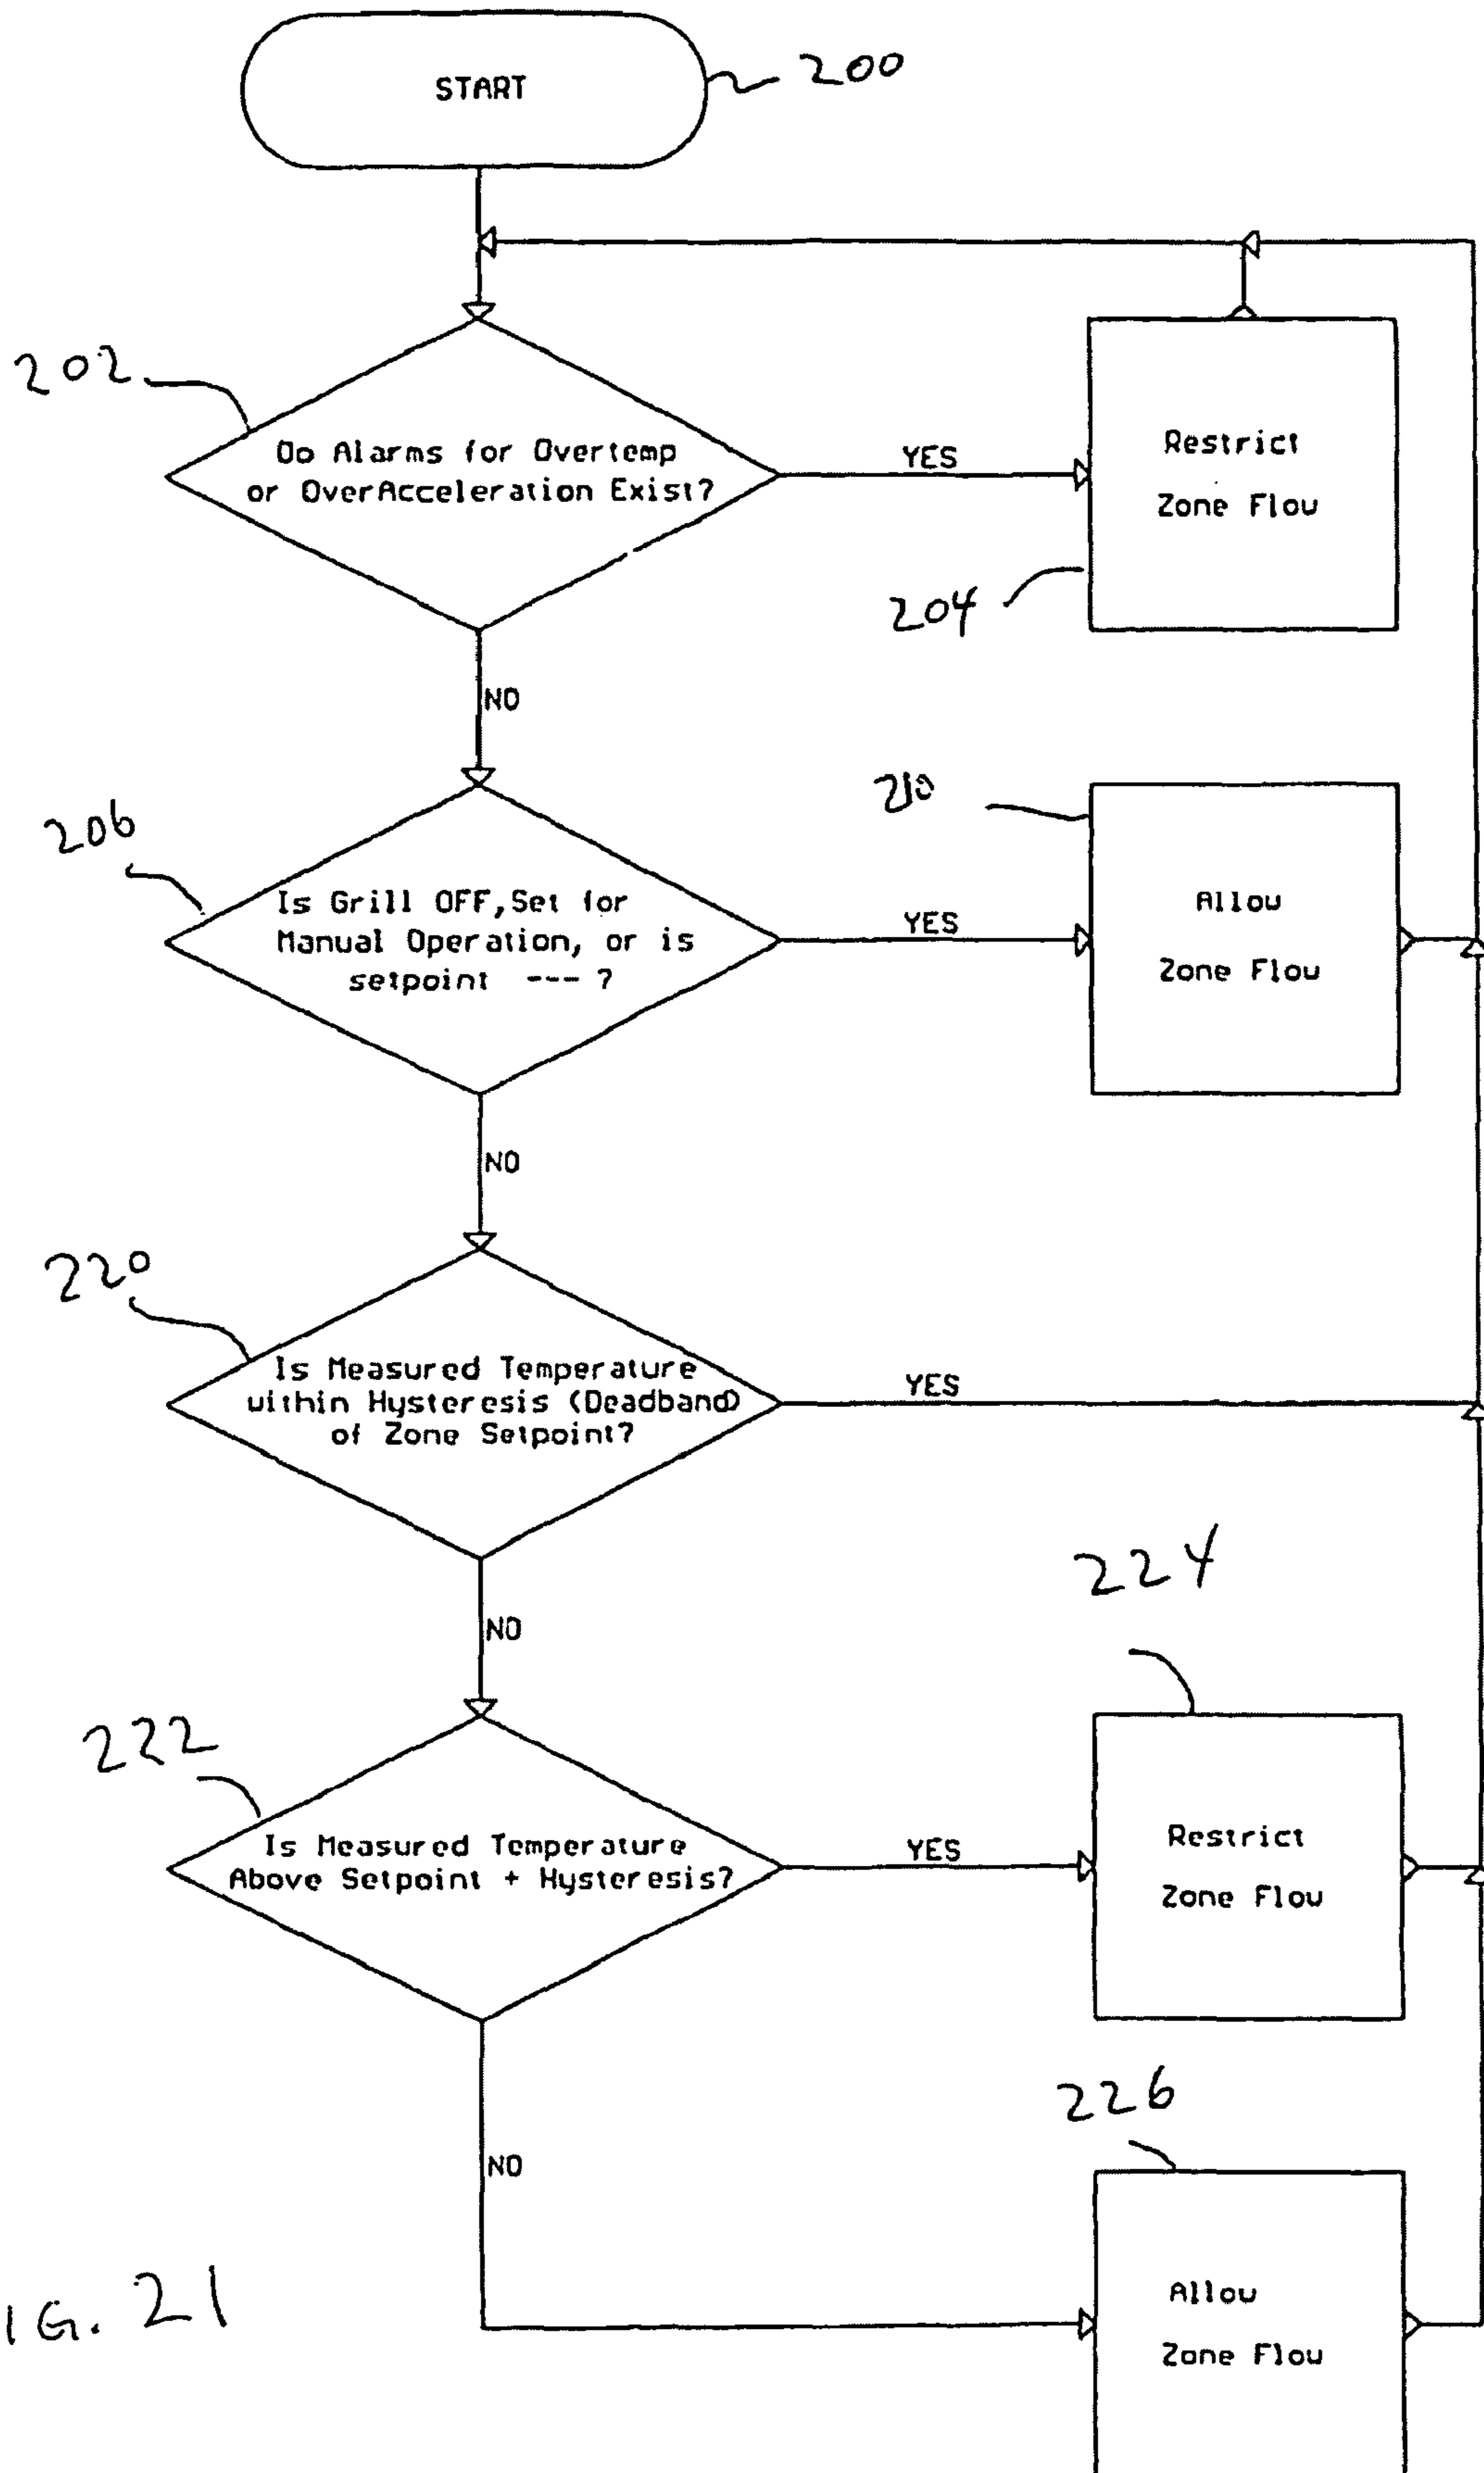 START
200
202
Do Alarms for Overtemp
or OverAcceleration Exist?
YES
Restrict
Zone Flow
204
NO
206
Is Grill OFF,Set for
Manual Operation, or is
setpoint --- ?
YES
210
Allow
Zone Flow
NO
220
Is Measured Temperature
within Hysteresis (Deadband)
of Zone Setpoint?
YES
NO
222
Is Measured Temperature
Above Setpoint + Hysteresis?
YES
224
Restrict
Zone Flow
NO
226
Allow
Zone Flow
IG. 21